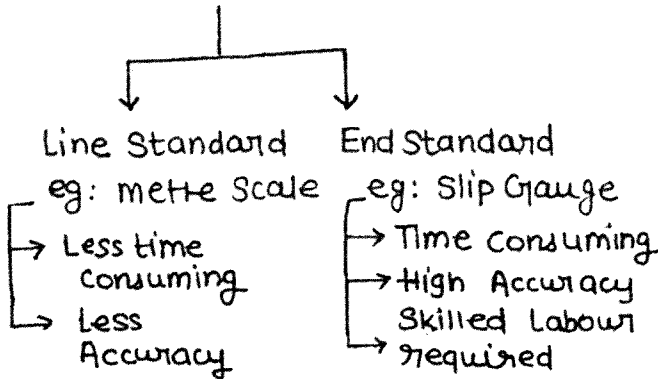 Line Standard
eg: metre Scale
Less time
consuming
Less
Accuracy
End Standard
eg: Slip Gauge
Time Consuming
High Accuracy
Skilled Labour
required